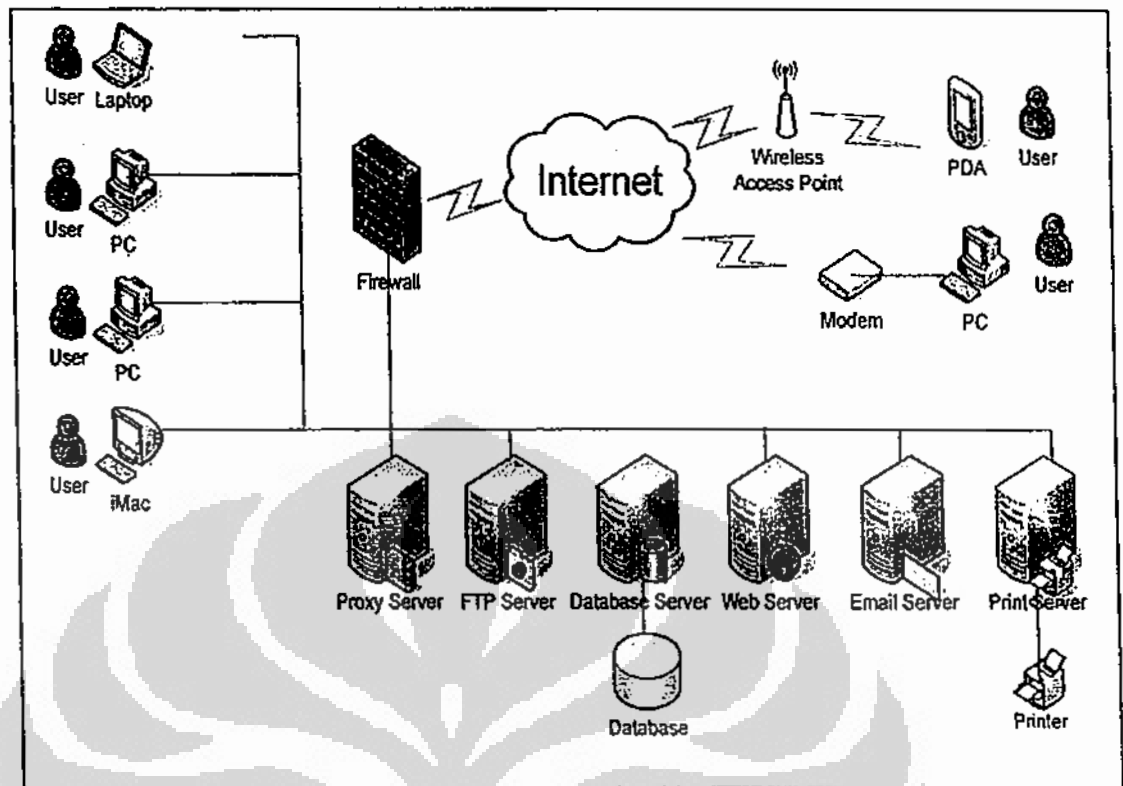 User Laptop
User
PC
User
PC
User
iMac
Firewall
Internet
Wireless
Access Point
PDA
User
Modem
PC
User
Proxy Server
FTP Server
Database Server
Web Server
Email Server
Print Server
Database
Printer